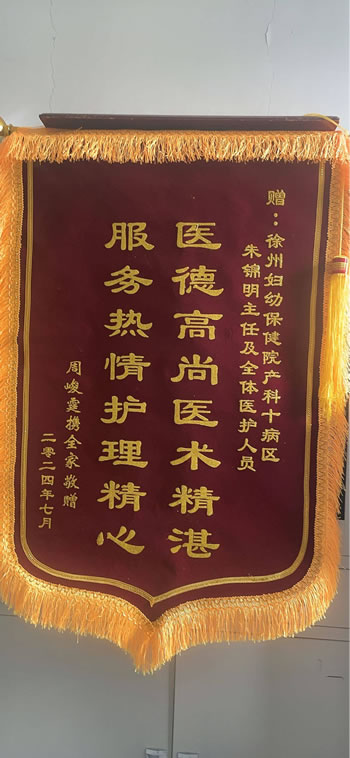 赠：徐州妇幼保健院产科十病区
朱锦明主任及全体医护人员
医德高尚医术精湛
服务热情护理精心
周峻霆携全家敬赠
二零二四年七月